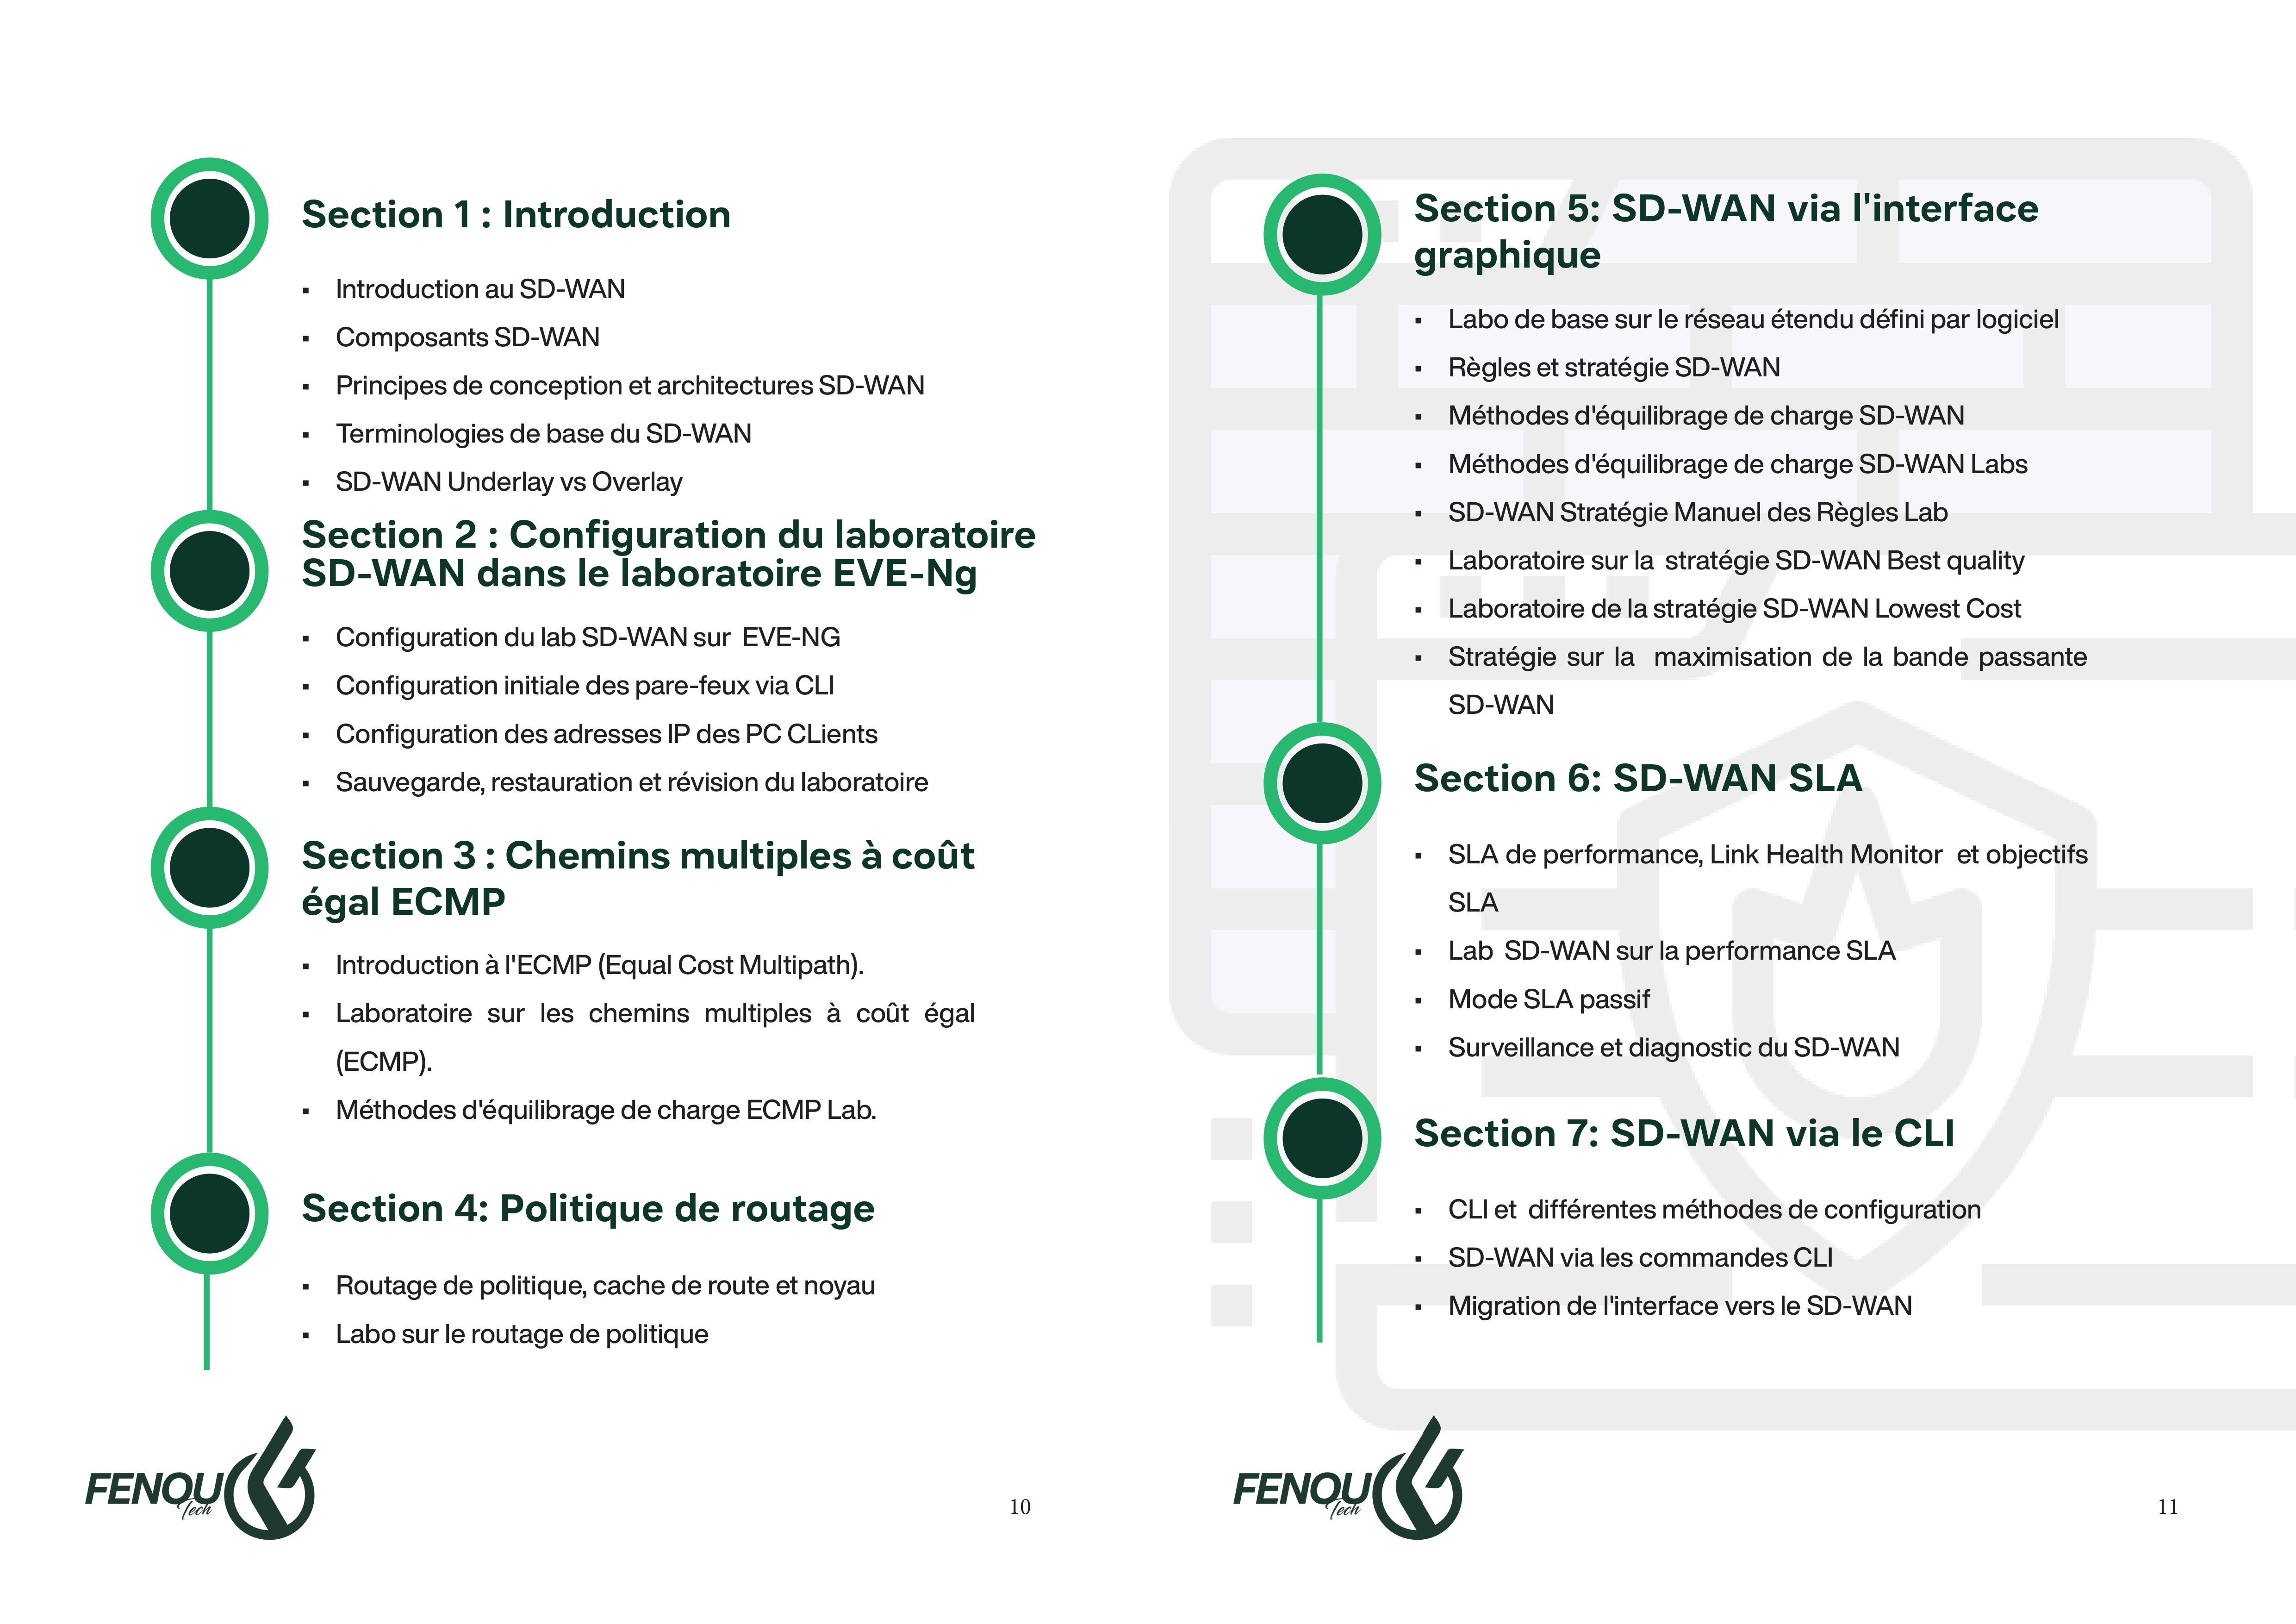 Section 1 : Introduction
▪ Introduction au SD-WAN
▪ Composants SD-WAN
▪ Principes de conception et architectures SD-WAN
▪ Terminologies de base du SD-WAN
▪ SD-WAN Underlay vs Overlay
Section 2 : Configuration du laboratoire
SD-WAN dans le laboratoire EVE-Ng
▪ Configuration du lab SD-WAN sur EVE-NG
▪ Configuration initiale des pare-feux via CLI
▪ Configuration des adresses IP des PC CLients
▪ Sauvegarde, restauration et révision du laboratoire
Section 3 : Chemins multiples à coût
égal ECMP
▪ Introduction à l'ECMP (Equal Cost Multipath).
▪ Laboratoire sur les chemins multiples à coût égal
(ECMP).
▪ Méthodes d'équilibrage de charge ECMP Lab.
Section 4: Politique de routage
▪ Routage de politique, cache de route et noyau
▪ Labo sur le routage de politique
FENOU
Tech
10
Section 5: SD-WAN via l'interface
graphique
▪ Labo de base sur le réseau étendu défini par logiciel
▪ Règles et stratégie SD-WAN
▪ Méthodes d'équilibrage de charge SD-WAN
▪ Méthodes d'équilibrage de charge SD-WAN Labs
▪ SD-WAN Stratégie Manuel des Règles Lab
▪ Laboratoire sur la stratégie SD-WAN Best quality
▪ Laboratoire de la stratégie SD-WAN Lowest Cost
▪ Stratégie sur la maximisation de la bande passante
SD-WAN
Section 6: SD-WAN SLA
▪ SLA de performance, Link Health Monitor et objectifs
SLA
▪ Lab SD-WAN sur la performance SLA
▪ Mode SLA passif
▪ Surveillance et diagnostic du SD-WAN
Section 7: SD-WAN via le CLI
▪ CLI et différentes méthodes de configuration
▪ SD-WAN via les commandes CLI
▪ Migration de l'interface vers le SD-WAN
FENOU
Tech
11